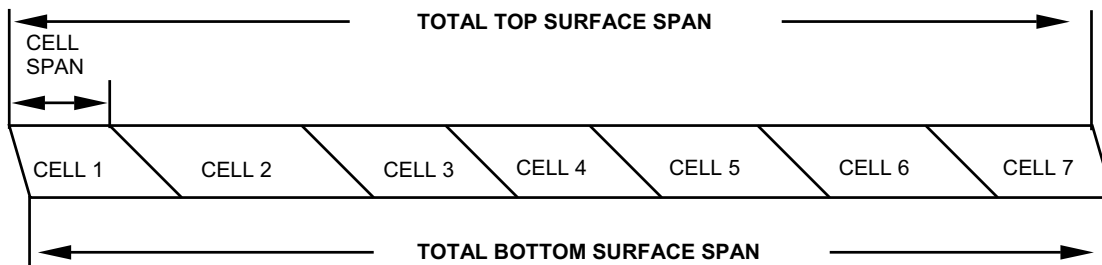 TOTAL TOP SURFACE SPAN
CELL
SPAN
CELL 1
CELL 2
CELL 3
CELL 4
CELL 5
CELL 6
CELL 7
TOTAL BOTTOM SURFACE SPAN